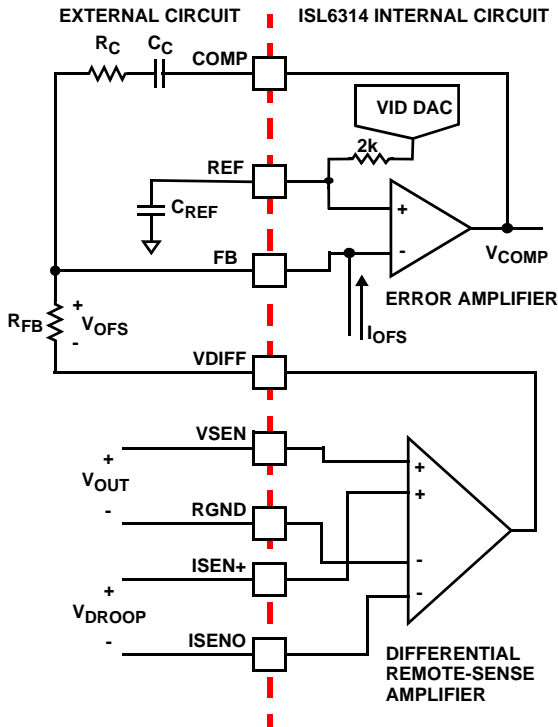 EXTERNAL CIRCUIT
ISL6314 INTERNAL CIRCUIT
RC
CC
COMP
VID DAC
2k
REF
CREF
+
-
VCOMP
FB
ERROR AMPLIFIER
IOFS
RFB
+
VOFS
-
VDIFF
VSEN
+
VOUT
-
+
+
RGND
ISEN+
-
-
+
VDROOP
-
ISENO
DIFFERENTIAL
REMOTE-SENSE
AMPLIFIER